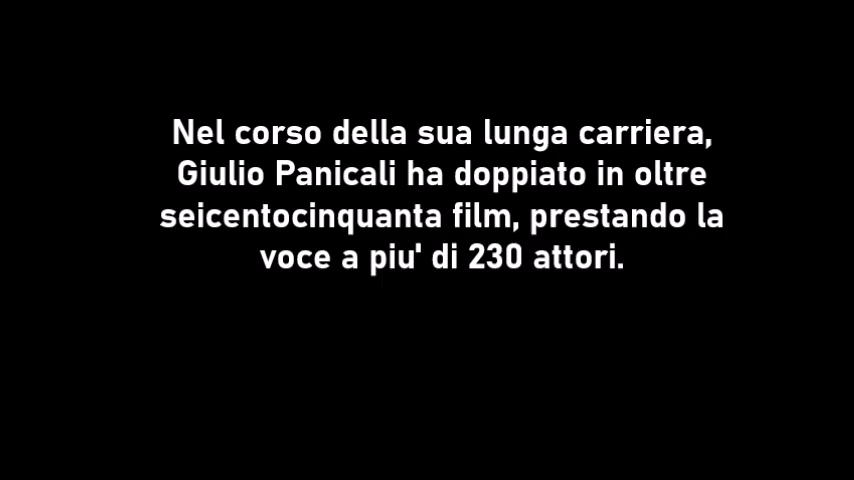 Nel corso della sua lunga carriera,
Giulio Panicali ha doppiato in oltre
seicentocinquanta film, prestando la
voce a piu' di 230 attori.